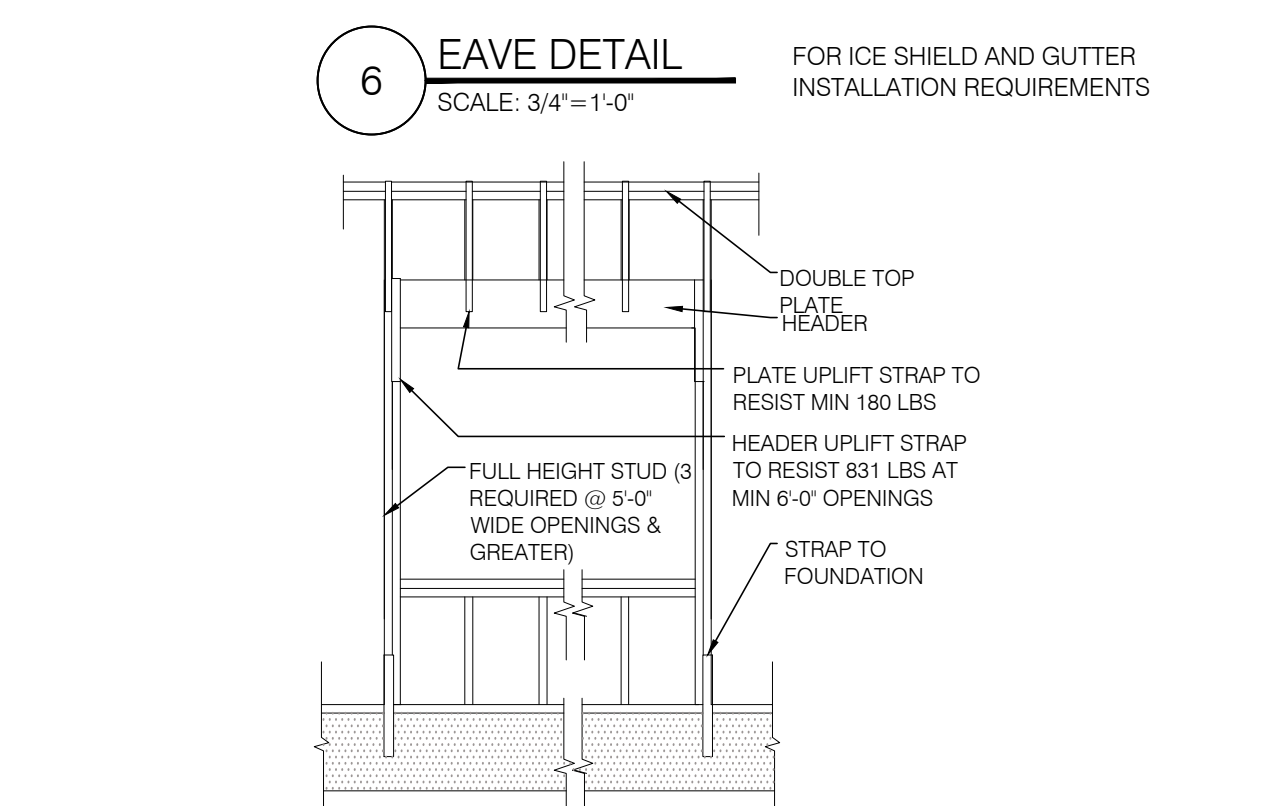 6
EAVE DETAIL
SCALE: 3/4"=1'-0"
FOR ICE SHIELD AND GUTTER
INSTALLATION REQUIREMENTS
DOUBLE TOP
PLATE
HEADER
PLATE UPLIFT STRAP TO
RESIST MIN 180 LBS
HEADER UPLIFT STRAP
TO RESIST 831 LBS AT
MIN 6'-0" OPENINGS
FULL HEIGHT STUD (3
REQUIRED @ 5'-0"
WIDE OPENINGS &
GREATER)
STRAP TO
FOUNDATION